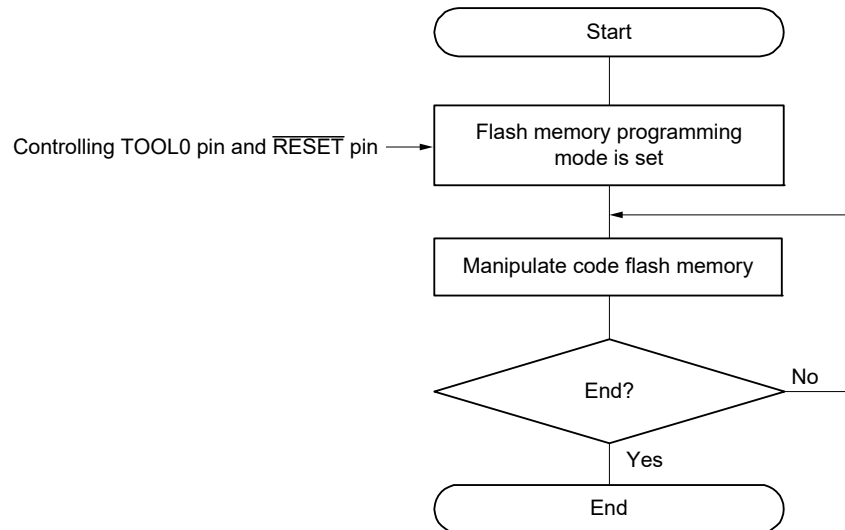 Start
Flash memory programming
mode is set
Controlling TOOL0 pin and RESET pin
Manipulate code flash memory
End?
No
Yes
End